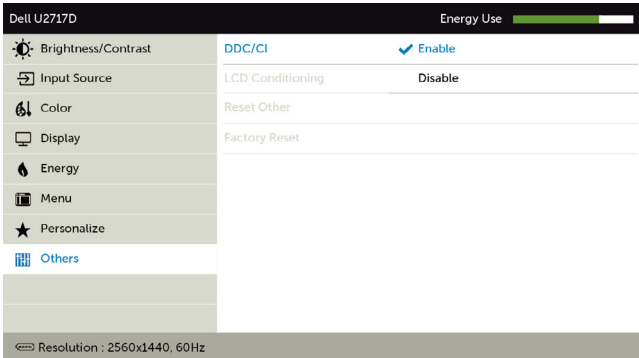 Dell U2717D Energy Use
Brightness/Contrast DDC/CI Enable
Input Source LCD Conditioning Disable
Color Reset Other
Display Factory Reset
Energy
Menu
Personalize
Others
Resolution : 2560x1440, 60Hz